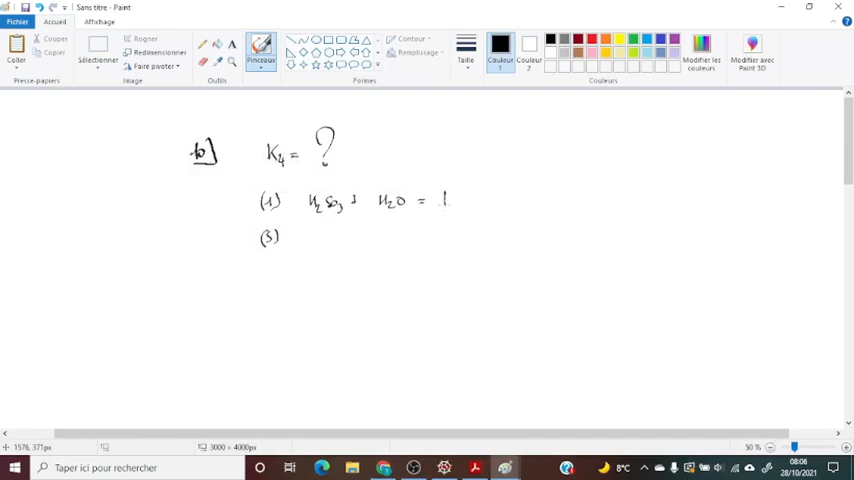 Sans titre - Paint
Fichier Accueil Affichage
Coller
Couper
Copier
Presse-papiers
Sélectionner
Rogner
Redimensionner
Faire pivoter
Image
A
Outils
Pinceaux
Contour
Remplissage
Formes
Taille
Couleur 1
Couleur 2
Couleurs
Modifier les couleurs
Modifier avec Paint 3D
b] K4 = ?
(1) H2SO3 + H2O =
(3)
1576, 371px
3000 × 4000px
50 %
Taper ici pour rechercher
8°C
08:06
28/10/2021